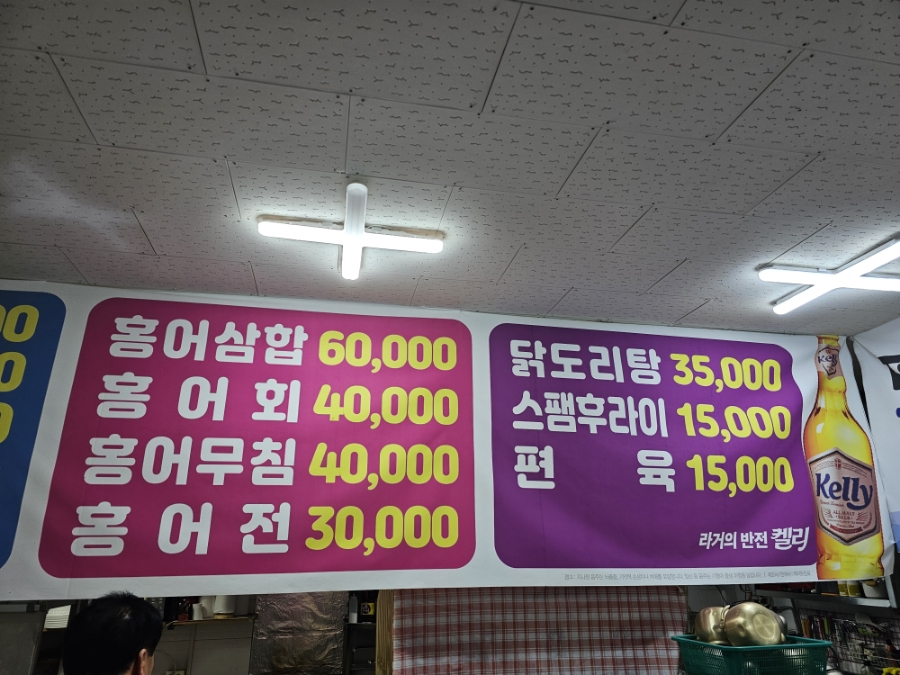 홍어삼합 60,000
홍어회 40,000
홍어무침 40,000
홍어전 30,000
닭도리탕 35,000
스팸후라이 15,000
편육 15,000
라거의 반전 켈리
Kelly